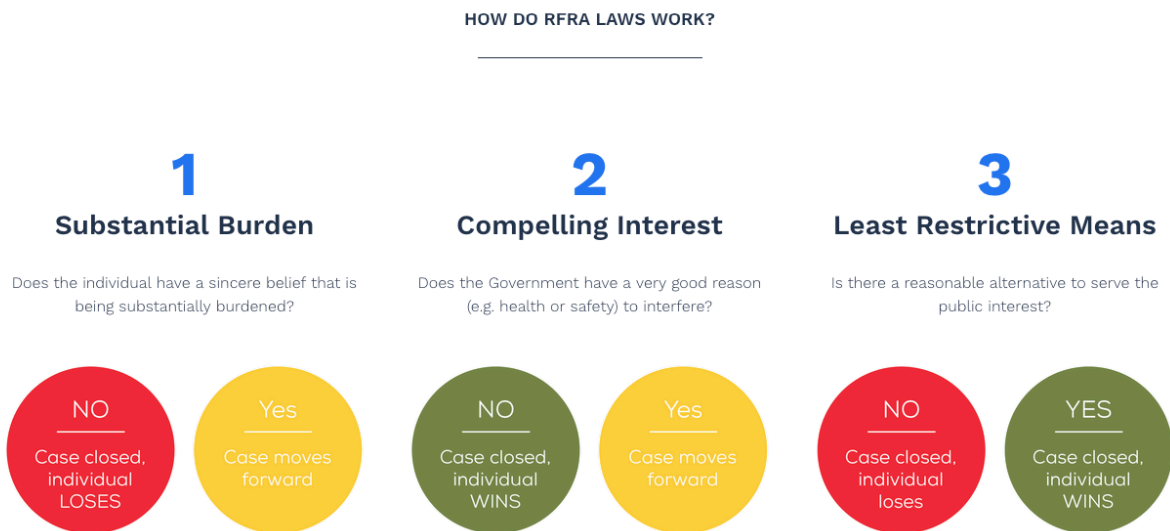 HOW DO RFRA LAWS WORK?
1
Substantial Burden
Does the individual have a sincere belief that is
being substantially burdened?
NO
Case closed,
individual
LOSES
Yes
Case moves
forward
2
Compelling Interest
Does the Government have a very good reason
(e.g. health or safety) to interfere?
NO
Case closed,
individual
WINS
Yes
Case moves
forward
3
Least Restrictive Means
Is there a reasonable alternative to serve the
public interest?
NO
Case closed,
individual
loses
YES
Case closed,
individual
WINS